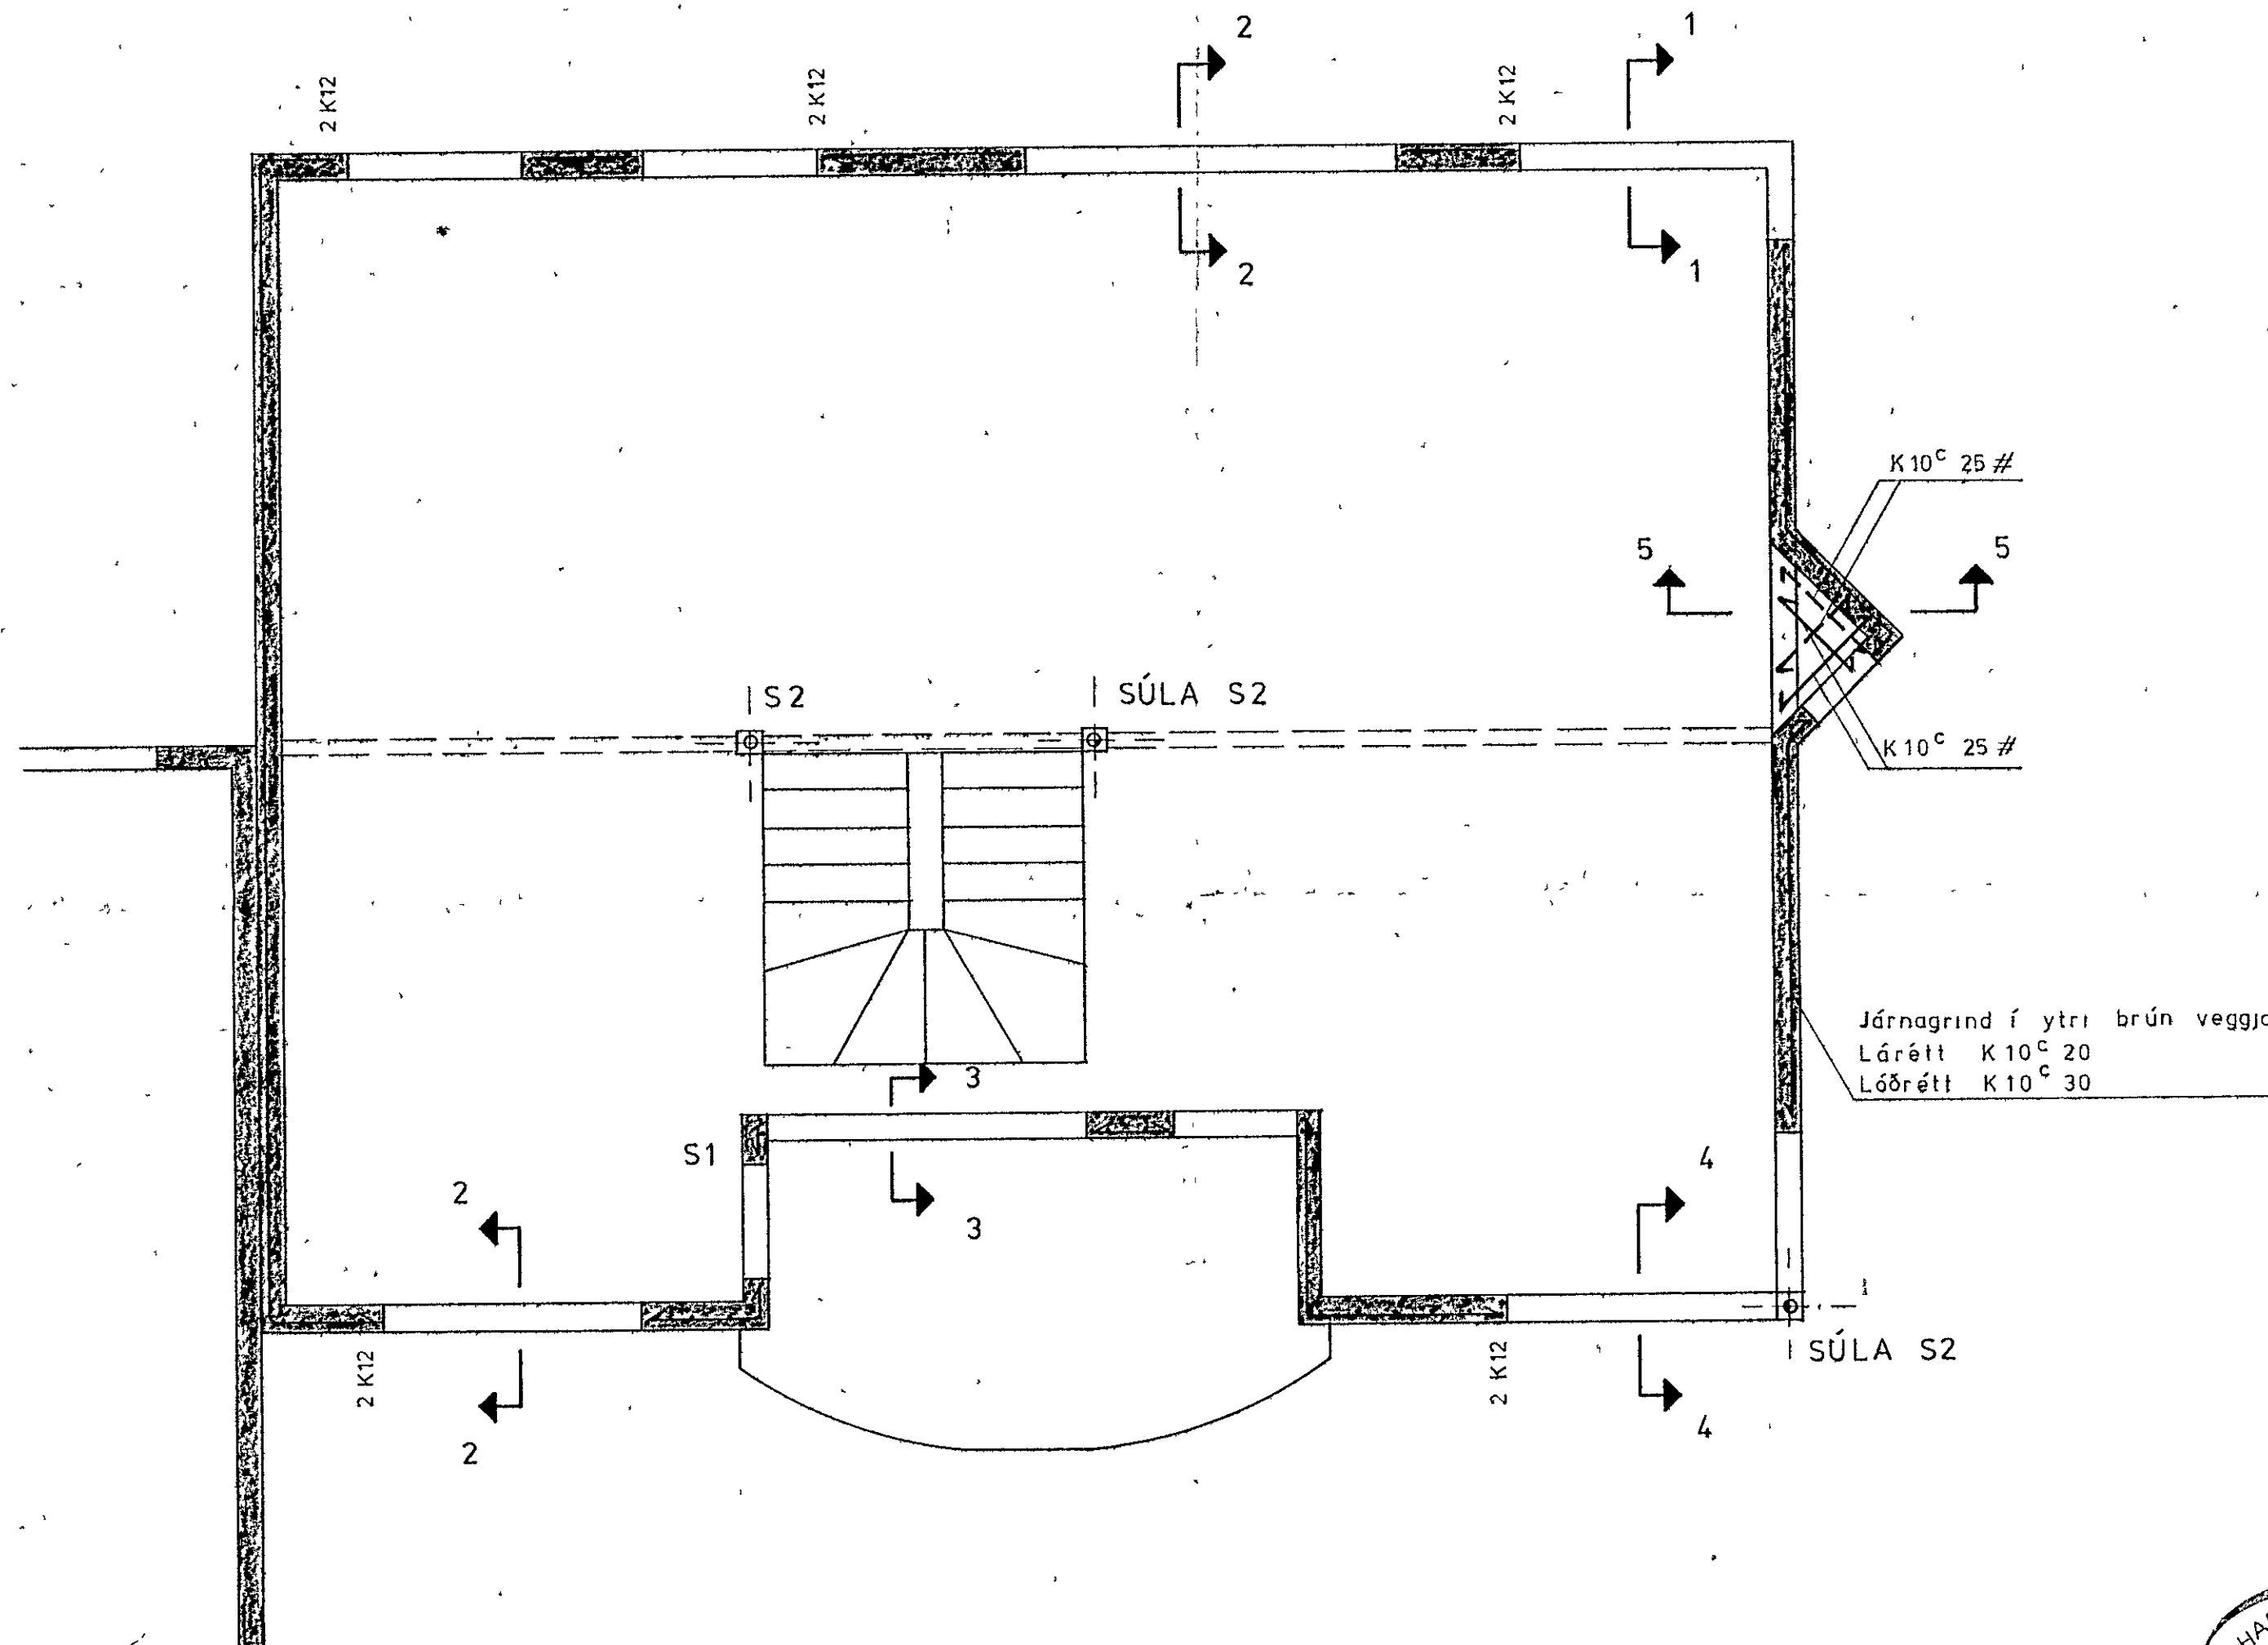 2
1
2 K12
2 K12
2 K12
2
1
K10ᶜ 25 #
5
5
S2
SÚLA S2
K10ᶜ 25 #
Járnagrind í ytri brún veggja
Lárétt K10ᶜ 20
Lóðrétt K10ᶜ 30
3
S1
4
2
3
SÚLA S2
2 K12
2 K12
4
2